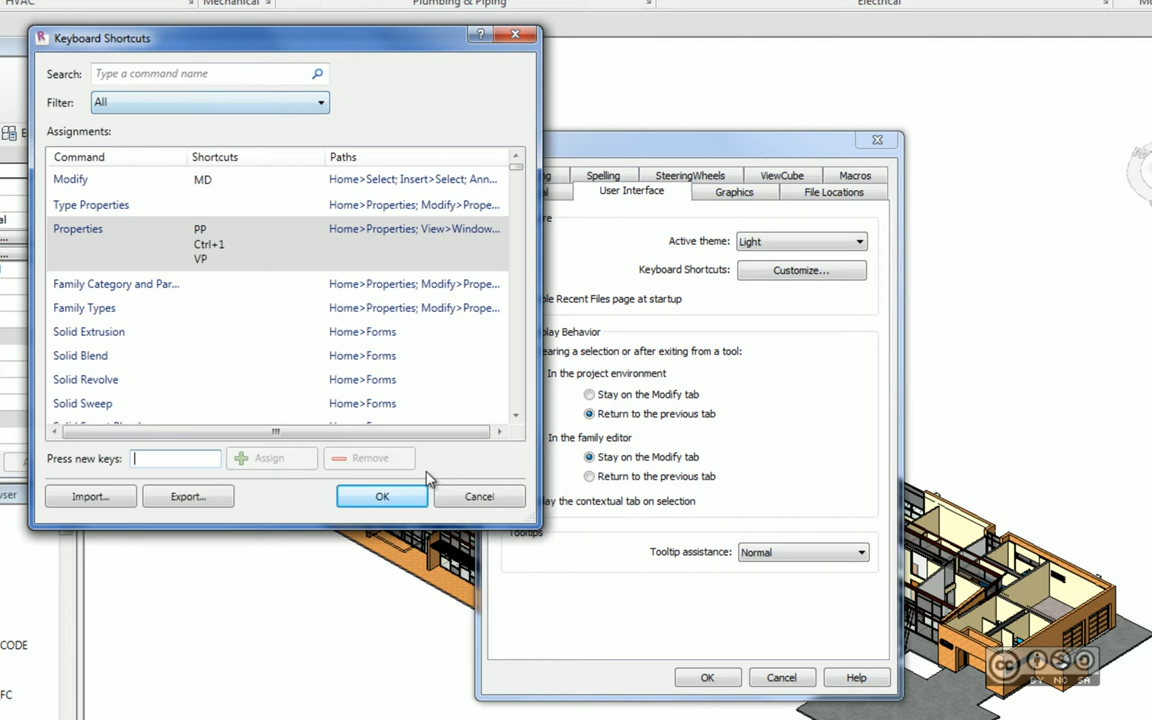 HVAC
Mechanical
Plumbing & Piping
Electrical
Keyboard Shortcuts
Search: Type a command name
Filter: All
Assignments:
Command Shortcuts Paths
Modify MD Home>Select; Insert>Select; Ann...
Type Properties Home>Properties; Modify>Prope...
Properties PP Home>Properties; View>Window...
Ctrl+1
VP
Family Category and Par... Home>Properties; Modify>Prope...
Family Types Home>Properties; Modify>Prope...
Solid Extrusion Home>Forms
Solid Blend Home>Forms
Solid Revolve Home>Forms
Solid Sweep Home>Forms
Press new keys: Assign Remove
Import... Export... OK Cancel
Spelling SteeringWheels ViewCube Macros
User Interface Graphics File Locations
Active theme: Light
Keyboard Shortcuts: Customize...
Recent Files page at startup
play Behavior
earing a selection or after exiting from a tool:
In the project environment
Stay on the Modify tab
Return to the previous tab
In the family editor
Stay on the Modify tab
Return to the previous tab
lay the contextual tab on selection
Tooltips
Tooltip assistance: Normal
OK Cancel Help
CODE
FC
cc
BY NC SA